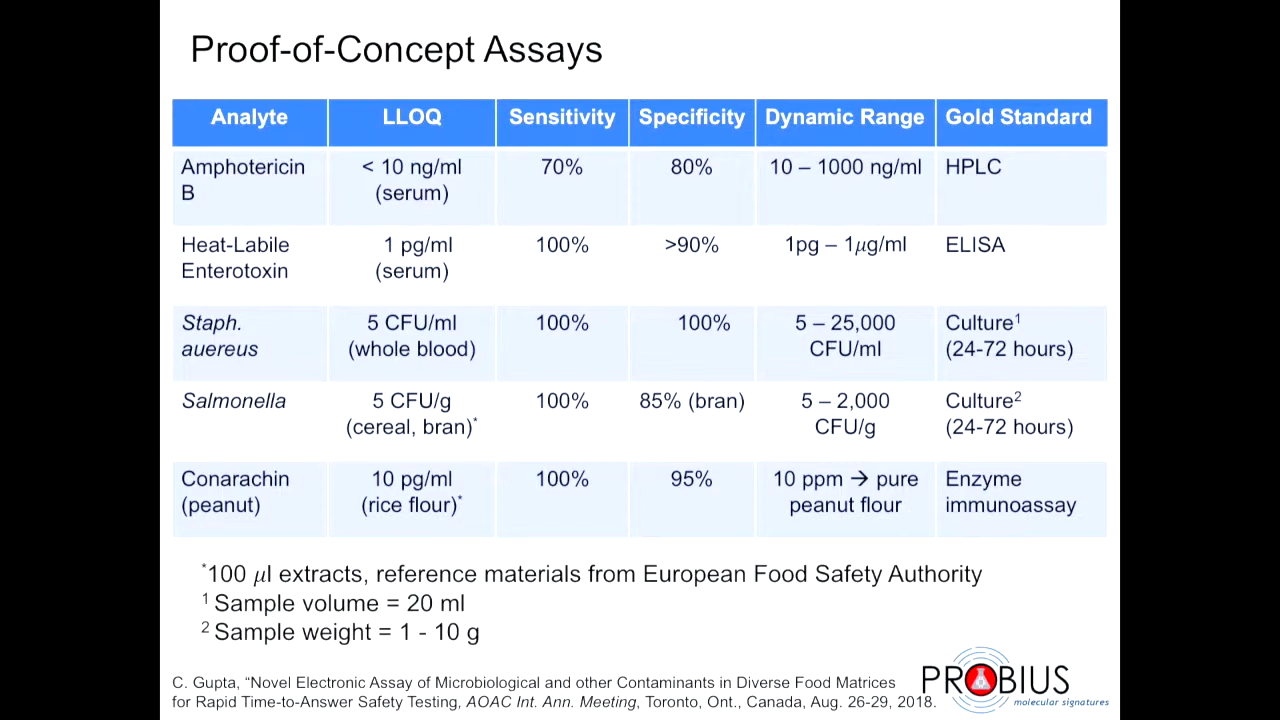 Proof-of-Concept Assays
Analyte LLOQ Sensitivity Specificity Dynamic Range Gold Standard
Amphotericin B < 10 ng/ml (serum) 70% 80% 10 – 1000 ng/ml HPLC
Heat-Labile Enterotoxin 1 pg/ml (serum) 100% >90% 1pg – 1µg/ml ELISA
Staph. auereus 5 CFU/ml (whole blood) 100% 100% 5 – 25,000 CFU/ml Culture¹ (24-72 hours)
Salmonella 5 CFU/g (cereal, bran)* 100% 85% (bran) 5 – 2,000 CFU/g Culture² (24-72 hours)
Conarachin (peanut) 10 pg/ml (rice flour)* 100% 95% 10 ppm → pure peanut flour Enzyme immunoassay
*100 µl extracts, reference materials from European Food Safety Authority
¹ Sample volume = 20 ml
² Sample weight = 1 - 10 g
C. Gupta, “Novel Electronic Assay of Microbiological and other Contaminants in Diverse Food Matrices
for Rapid Time-to-Answer Safety Testing, AOAC Int. Ann. Meeting, Toronto, Ont., Canada, Aug. 26-29, 2018.
PROBIUS
molecular signatures